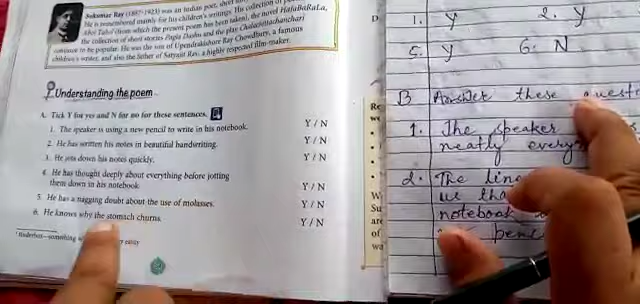 Sukumar Ray (1887-1923) was an Indian poet, short
He is remembered mainly for his children's writings. His collection of
Abol Tabol (from which the present poem has been taken), the novel HaJaBaRaLa,
the collection of short stories Pagla Dashu and the play Chalachittachanchari
continue to be popular. He was the son of Upendrakishore Ray Chowdhury, a famous
children's writer, and also the father of Satyajit Ray, a highly respected film-maker.
Understanding the poem
A. Tick Y for yes and N for no for these sentences.
1. The speaker is using a new pencil to write in his notebook. Y / N
2. He has written his notes in beautiful handwriting. Y / N
3. He jots down his notes quickly. Y / N
4. He has thought deeply about everything before jotting
them down in his notebook. Y / N
5. He has a nagging doubt about the use of molasses. Y / N
6. He knows why the stomach churns. Y / N
D
Re
we
W
Su
are
of
wa
1. Y 2. Y
5. Y 6. N
B Answer these quest
1. The speaker
neatly every
2. The line
us tha
notebook
penc